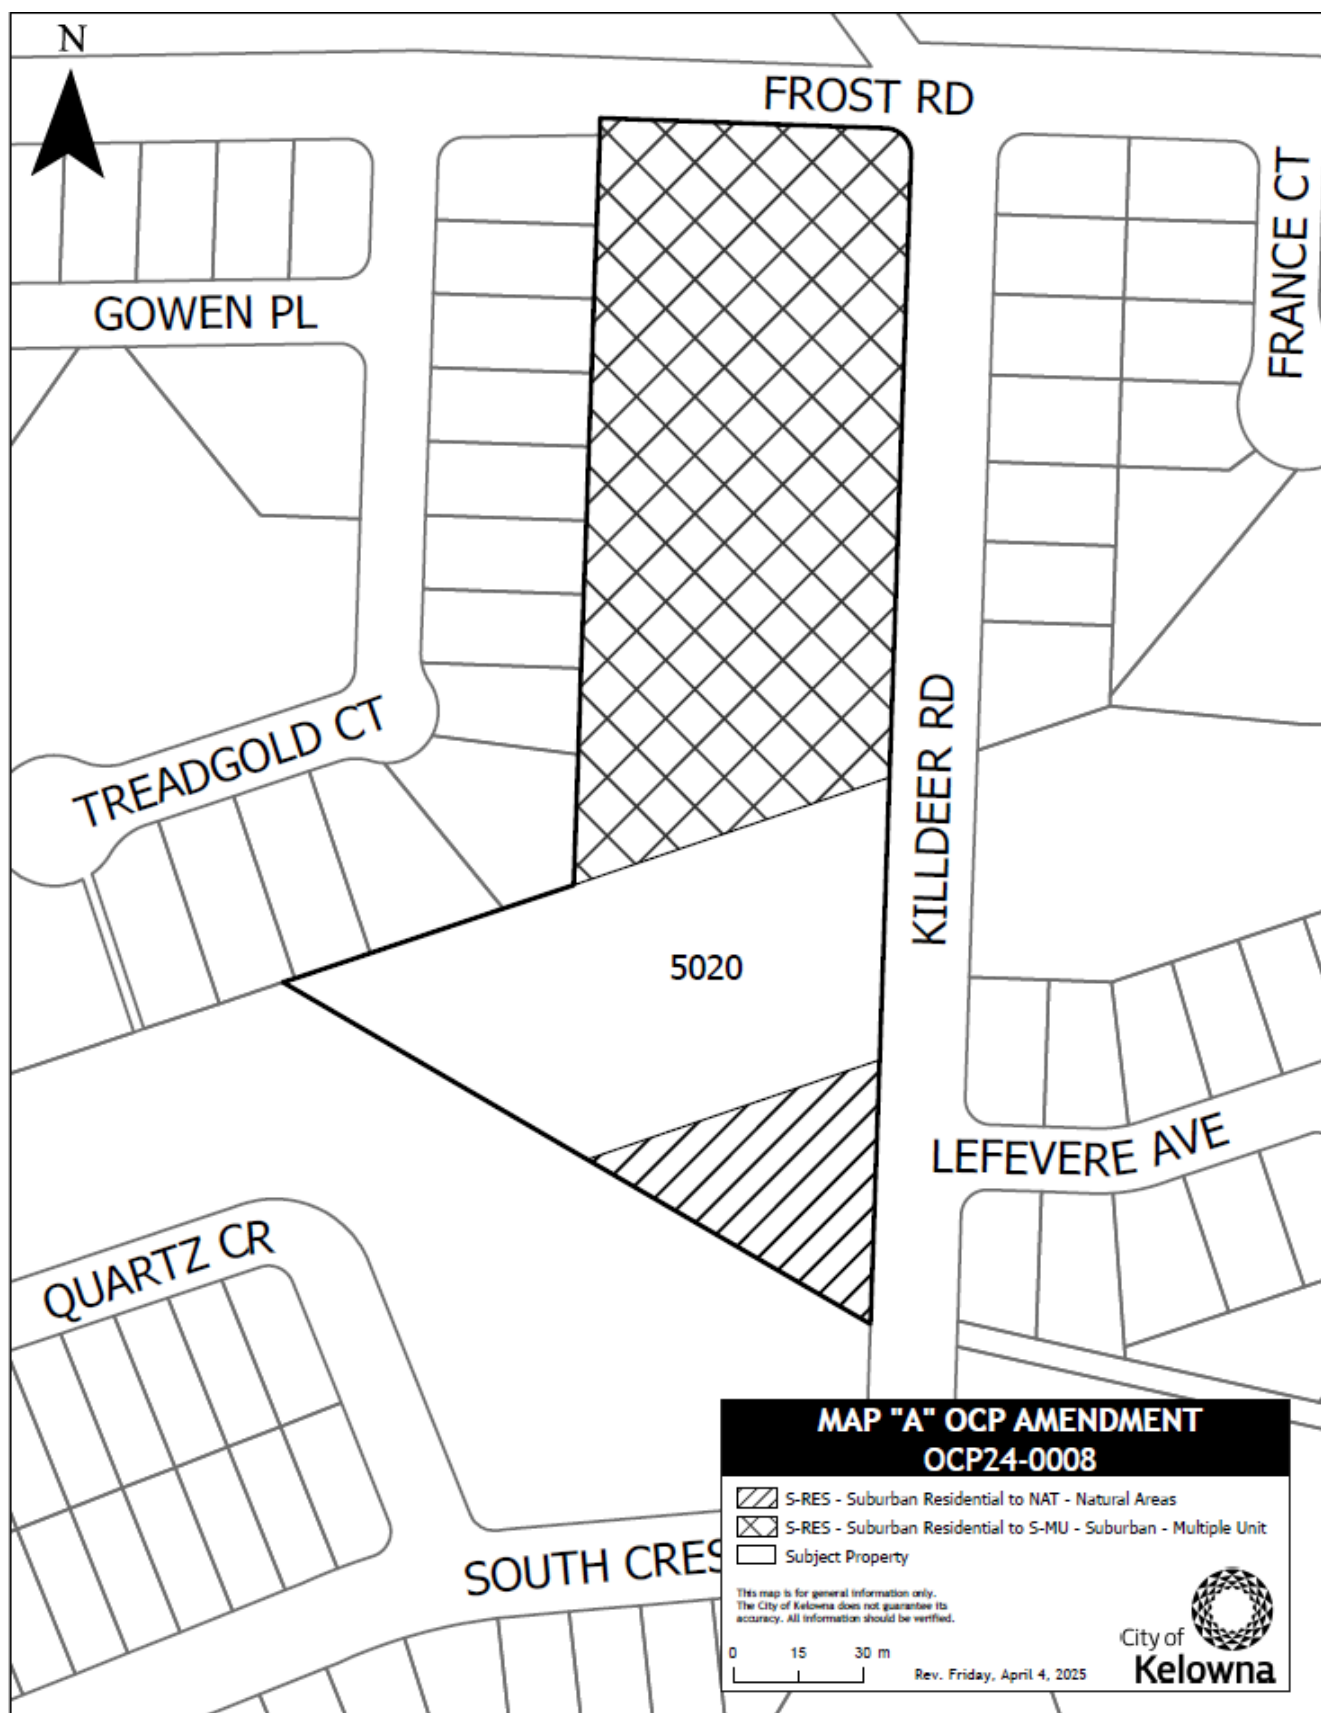 N
FROST RD
FRANCE CT
GOWEN PL
TREADGOLD CT
KILLDEER RD
5020
LEFEVERE AVE
QUARTZ CR
SOUTH CRES
MAP "A" OCP AMENDMENT
OCP24-0008
S-RES - Suburban Residential to NAT - Natural Areas
S-RES - Suburban Residential to S-MU - Suburban - Multiple Unit
Subject Property
This map is for general information only.
The City of Kelowna does not guarantee its
accuracy. All information should be verified.
0 15 30 m
Rev. Friday, April 4, 2025
City of
Kelowna